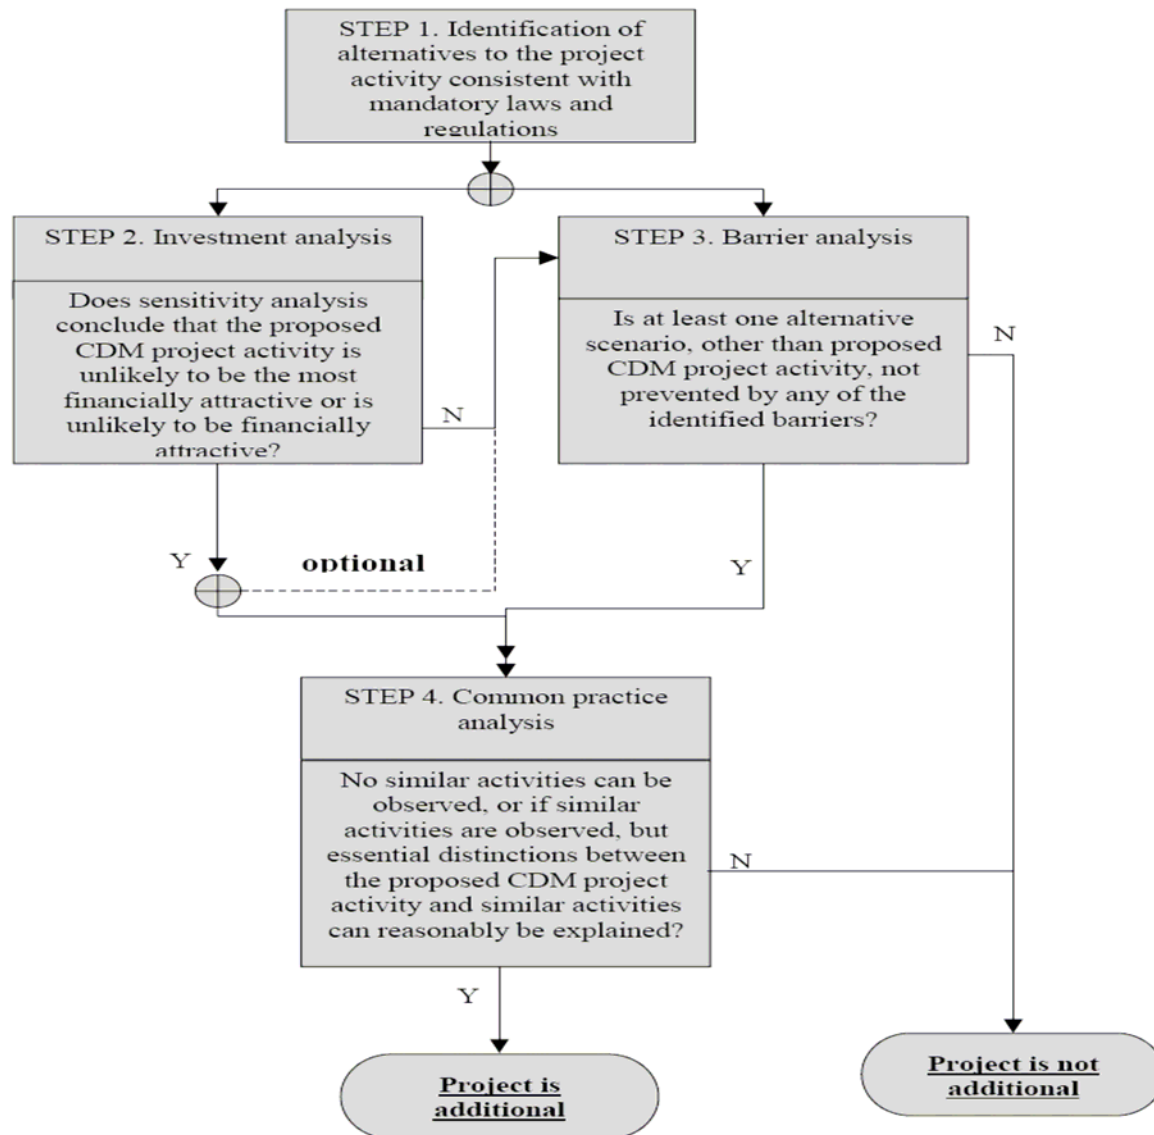 STEP 1. Identification of
alternatives to the project
activity consistent with
mandatory laws and
regulations
STEP 2. Investment analysis
Does sensitivity analysis
conclude that the proposed
CDM project activity is
unlikely to be the most
financially attractive or is
unlikely to be financially
attractive?
N
Y
optional
STEP 3. Barrier analysis
Is at least one alternative
scenario, other than proposed
CDM project activity, not
prevented by any of the
identified barriers?
N
Y
STEP 4. Common practice
analysis
No similar activities can be
observed, or if similar
activities are observed, but
essential distinctions between
the proposed CDM project
activity and similar activities
can reasonably be explained?
N
Y
Project is
additional
Project is not
additional